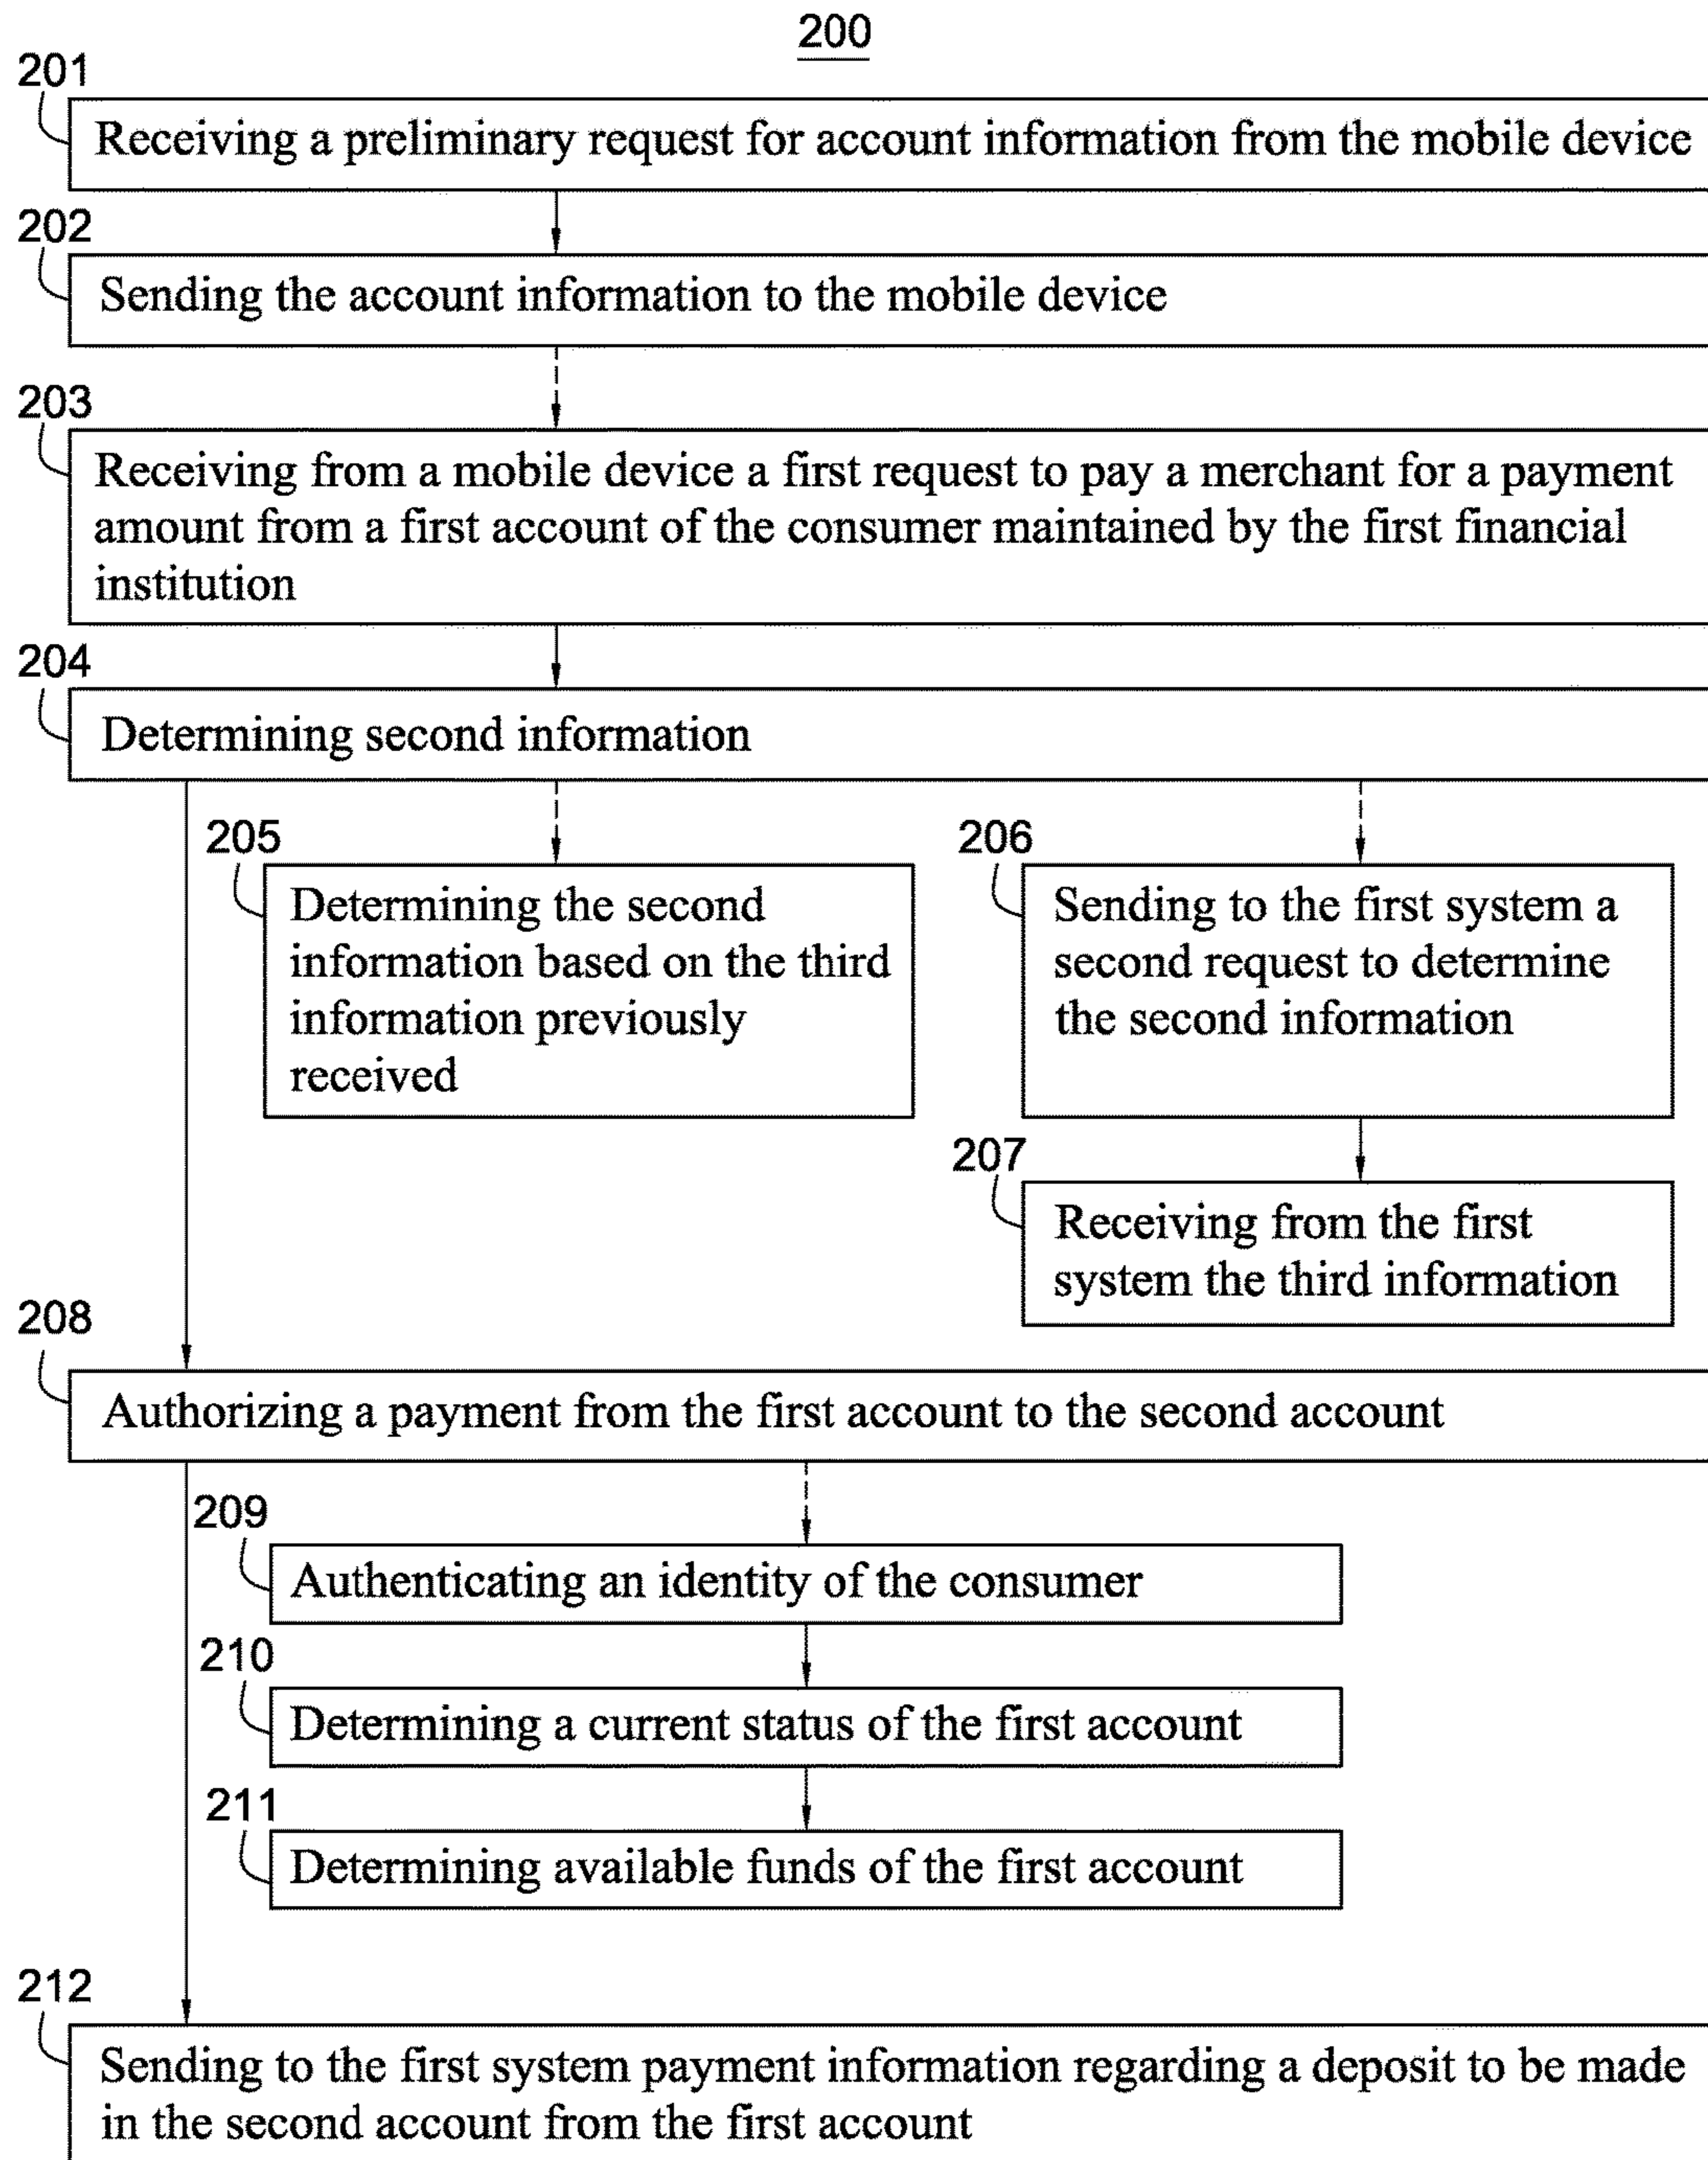 200
201
Receiving a preliminary request for account information from the mobile device
202
Sending the account information to the mobile device
203
Receiving from a mobile device a first request to pay a merchant for a payment
amount from a first account of the consumer maintained by the first financial
institution
204
Determining second information
205
Determining the second
information based on the third
information previously
received
206
Sending to the first system a
second request to determine
the second information
207
Receiving from the first
system the third information
208
Authorizing a payment from the first account to the second account
209
Authenticating an identity of the consumer
210
Determining a current status of the first account
211
Determining available funds of the first account
212
Sending to the first system payment information regarding a deposit to be made
in the second account from the first account